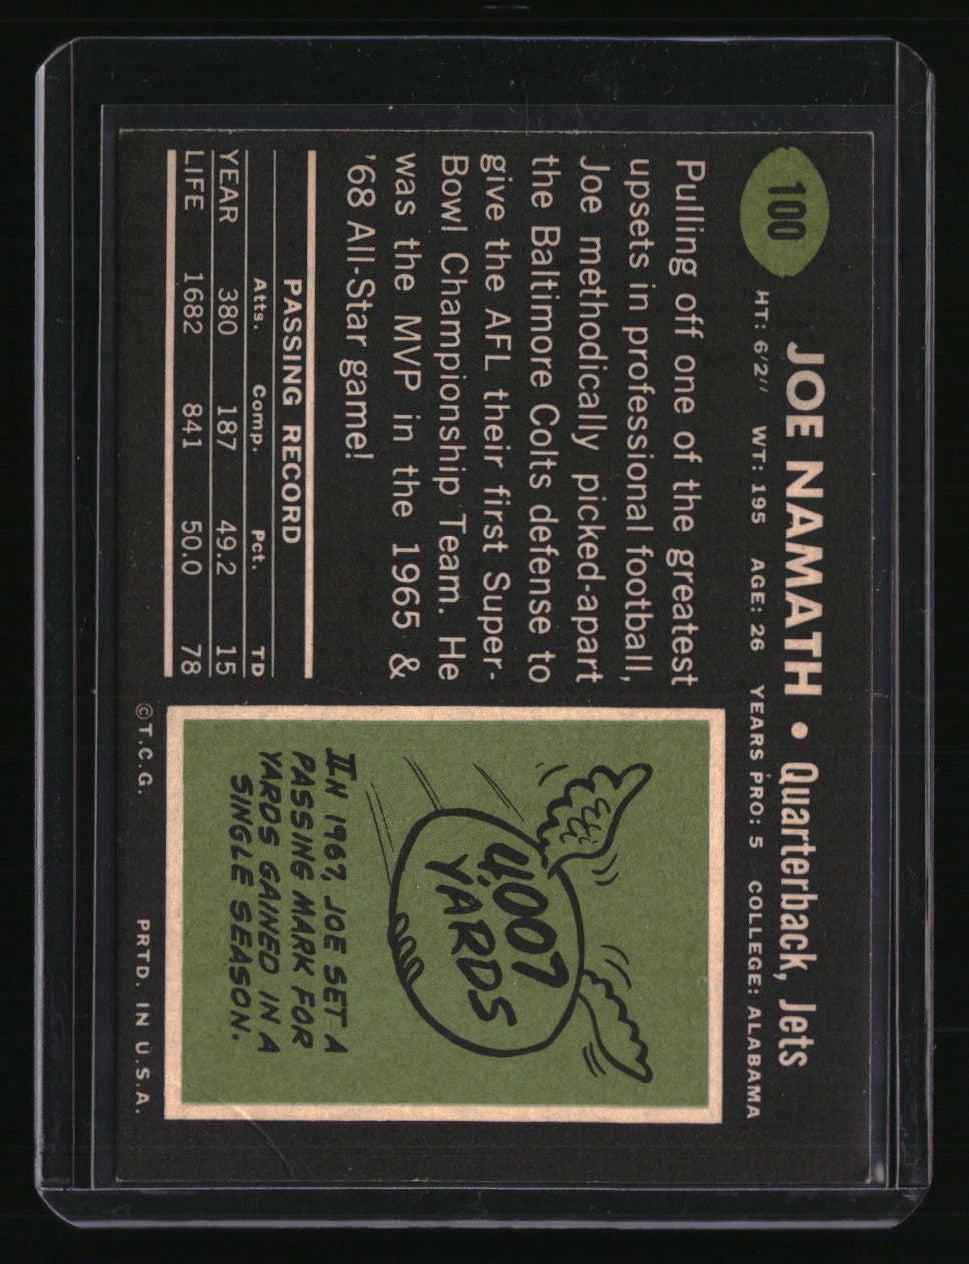 100
JOE NAMATH • Quarterback, Jets
HT: 6'2" WT: 195 AGE: 26 YEARS PRO: 5 COLLEGE: ALABAMA
Pulling off one of the greatest
upsets in professional football,
Joe methodically picked-apart
the Baltimore Colts defense to
give the AFL their first Super-
Bowl Championship Team. He
was the MVP in the 1965 &
'68 All-Star game!
PASSING RECORD
Atts. Comp. Pct. TD
YEAR 380 187 49.2 15
LIFE 1682 841 50.0 78
4,007
YARDS
IN 1967, JOE SET A
PASSING MARK FOR
YARDS GAINED IN A
SINGLE SEASON.
©T.C.G. PRTD. IN U.S.A.